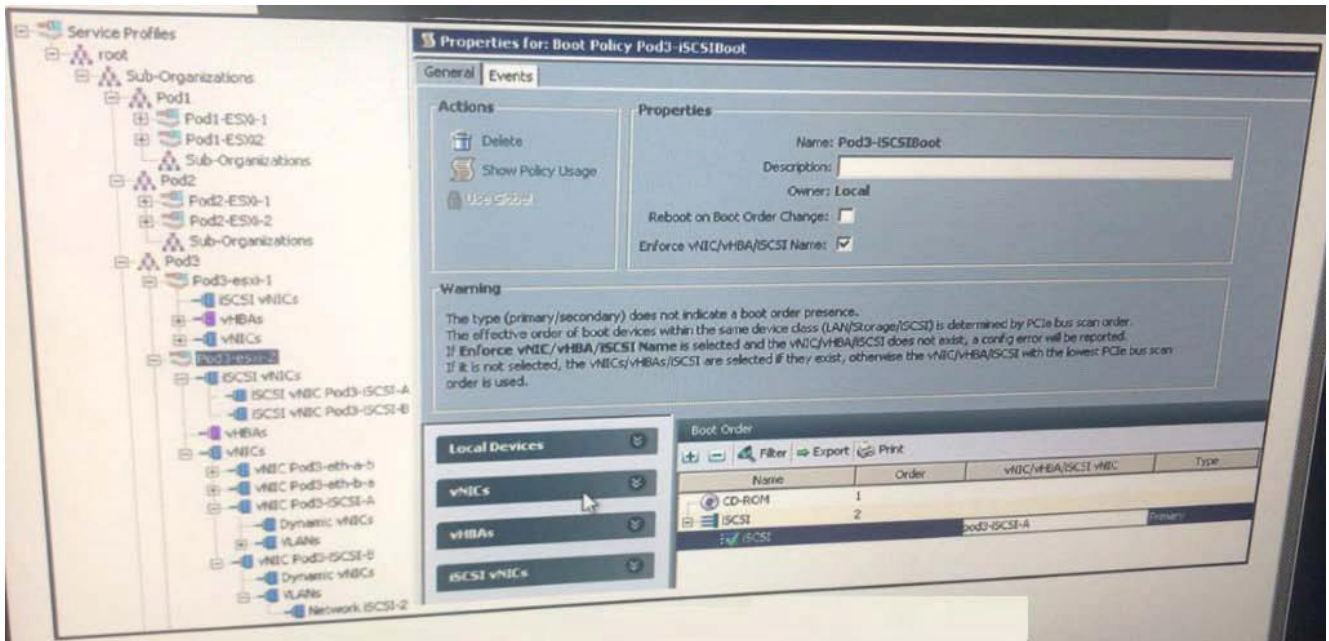 Service Profiles
root
Sub-Organizations
Pod1
Pod1-ESXi-1
Pod1-ESXi2
Sub-Organizations
Pod2
Pod2-ESXi-1
Pod2-ESXi-2
Sub-Organizations
Pod3
Pod3-esxi-1
iSCSI vNICs
vHBAs
vNICs
Pod3-esxi-2
iSCSI vNICs
iSCSI vNIC Pod3-iSCSI-A
iSCSI vNIC Pod3-iSCSI-B
vHBAs
vNICs
vNIC Pod3-eth-a-b
vNIC Pod3-eth-b-a
vNIC Pod3-iSCSI-A
Dynamic vNICs
VLANs
vNIC Pod3-iSCSI-B
Dynamic vNICs
VLANs
Network iSCSI-2
Properties for: Boot Policy Pod3-iSCSIBoot
General Events
Actions
Delete
Show Policy Usage
Use Global
Properties
Name: Pod3-iSCSIBoot
Description:
Owner: Local
Reboot on Boot Order Change:
Enforce vNIC/vHBA/iSCSI Name:
Warning
The type (primary/secondary) does not indicate a boot order presence.
The effective order of boot devices within the same device class (LAN/Storage/iSCSI) is determined by PCIe bus scan order.
If Enforce vNIC/vHBA/iSCSI Name is selected and the vNIC/vHBA/iSCSI does not exist, a config error will be reported.
If it is not selected, the vNICs/vHBAs/iSCSI are selected if they exist, otherwise the vNIC/vHBA/iSCSI with the lowest PCIe bus scan
order is used.
Local Devices
vNICs
vHBAs
iSCSI vNICs
Boot Order
Filter Export Print
Name Order vNIC/vHBA/iSCSI vNIC Type
CD-ROM 1
iSCSI 2
iSCSI pod3-iSCSI-A Primary